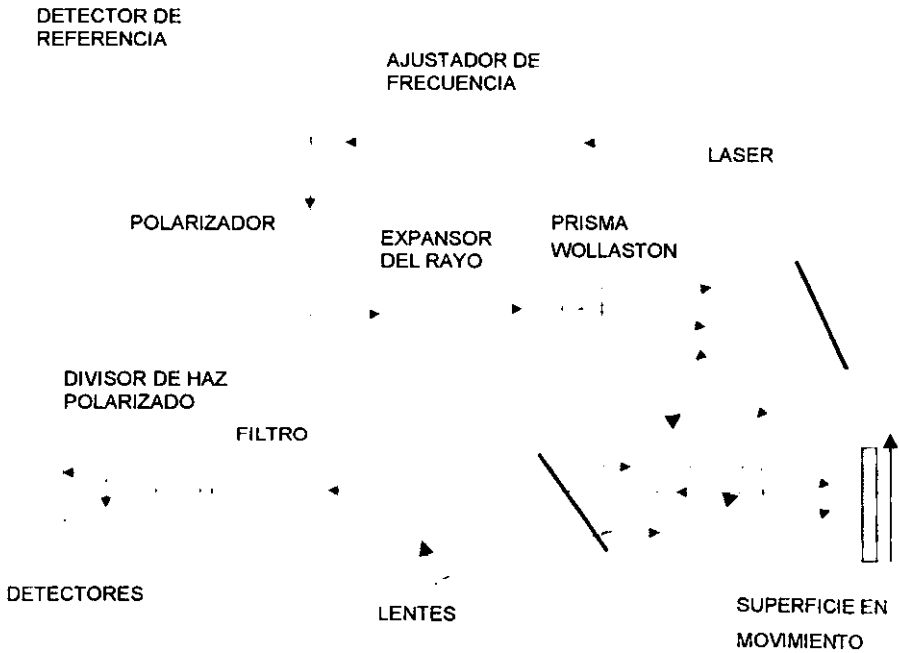 DETECTOR DE
REFERENCIA
AJUSTADOR DE
FRECUENCIA
LASER
POLARIZADOR
EXPANSOR
DEL RAYO
PRISMA
WOLLASTON
DIVISOR DE HAZ
POLARIZADO
FILTRO
DETECTORES
LENTES
SUPERFICIE EN
MOVIMIENTO